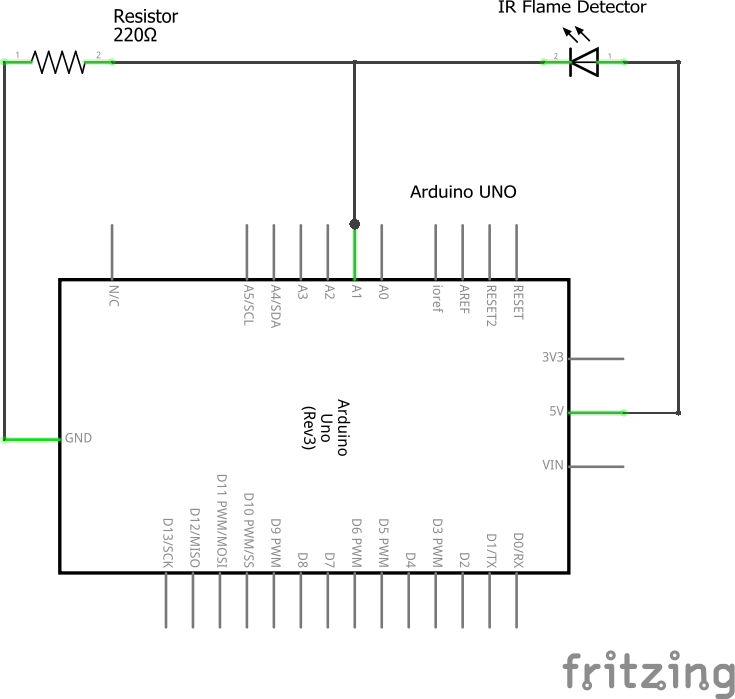 IR Flame Detector
Resistor
220Ω
1
2
2
1
Arduino UNO
N/C
A5/SCL
A4/SDA
A3
A2
A1
A0
ioref
AREF
RESET2
RESET
3V3
5V
VIN
GND
Arduino
Uno
(Rev3)
D13/SCK
D12/MISO
D11 PWM/MOSI
D10 PWM/SS
D9 PWM
D8
D7
D6 PWM
D5 PWM
D4
D3 PWM
D2
D1/TX
D0/RX
fritzing